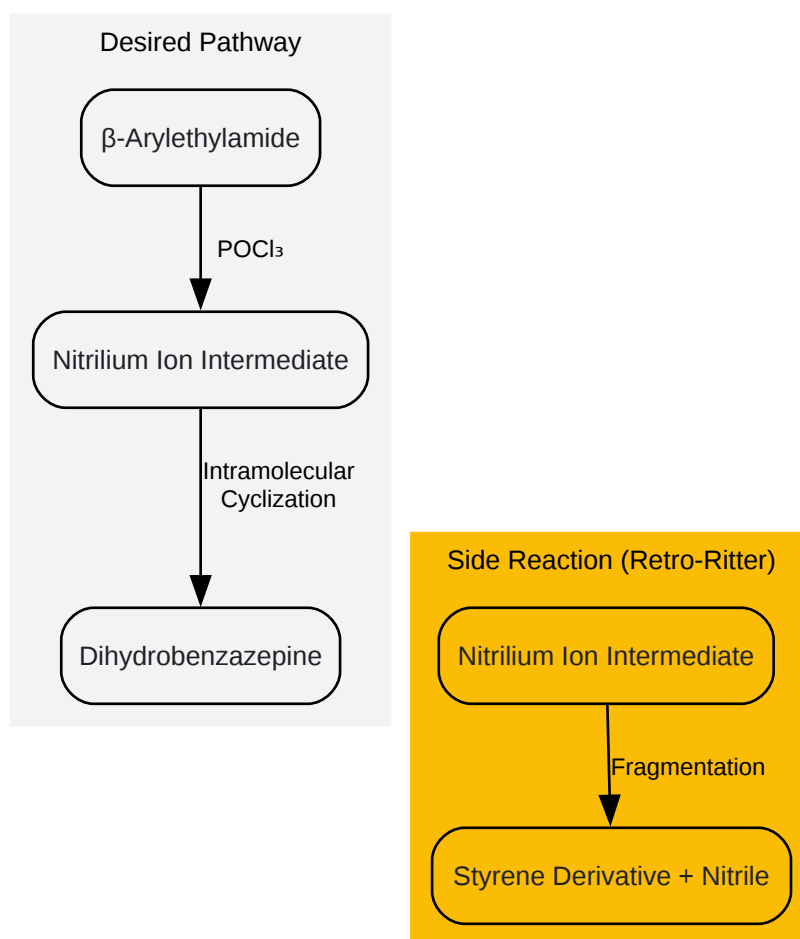 Desired Pathway
β-Arylethylamide
POCl₃
Nitrilium Ion Intermediate
Intramolecular
Cyclization
Dihydrobenzazepine
Side Reaction (Retro-Ritter)
Nitrilium Ion Intermediate
Fragmentation
Styrene Derivative + Nitrile